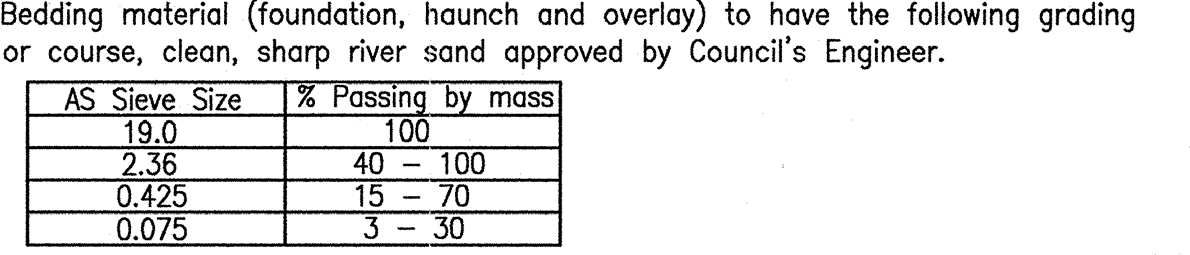 Bedding material (foundation, haunch and overlay) to have the following grading
or course, clean, sharp river sand approved by Council's Engineer.
AS Sieve Size % Passing by mass
19.0 100
2.36 40 – 100
0.425 15 – 70
0.075 3 – 30